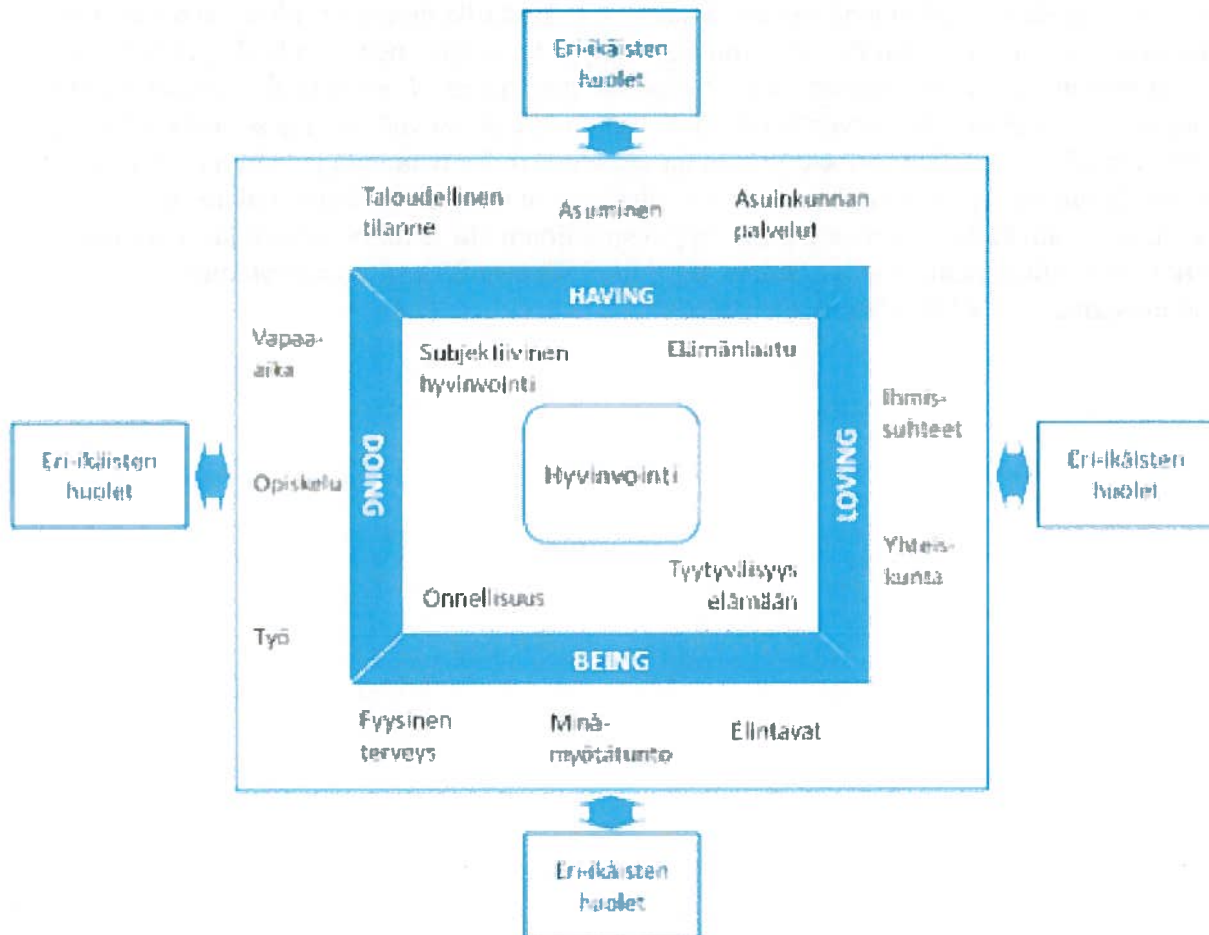 Eri-ikäisten
huolet
Taloudellinen
tilanne
Asuminen
Asuinkunnan
palvelut
HAVING
Vapaa-
aika
Subjektiivinen
hyvinvointi
Elämänlaatu
Ihmis-
suhteet
Eri-ikäisten
huolet
DOING
Opiskelu
Hyvinvointi
LOVING
Eri-ikäisten
huolet
Yhteis-
kunta
Onnellisuus
Tyytyväisyys
elämään
Työ
BEING
Fyysinen
terveys
Minä-
myötätunto
Elintavat
Eri-ikäisten
huolet